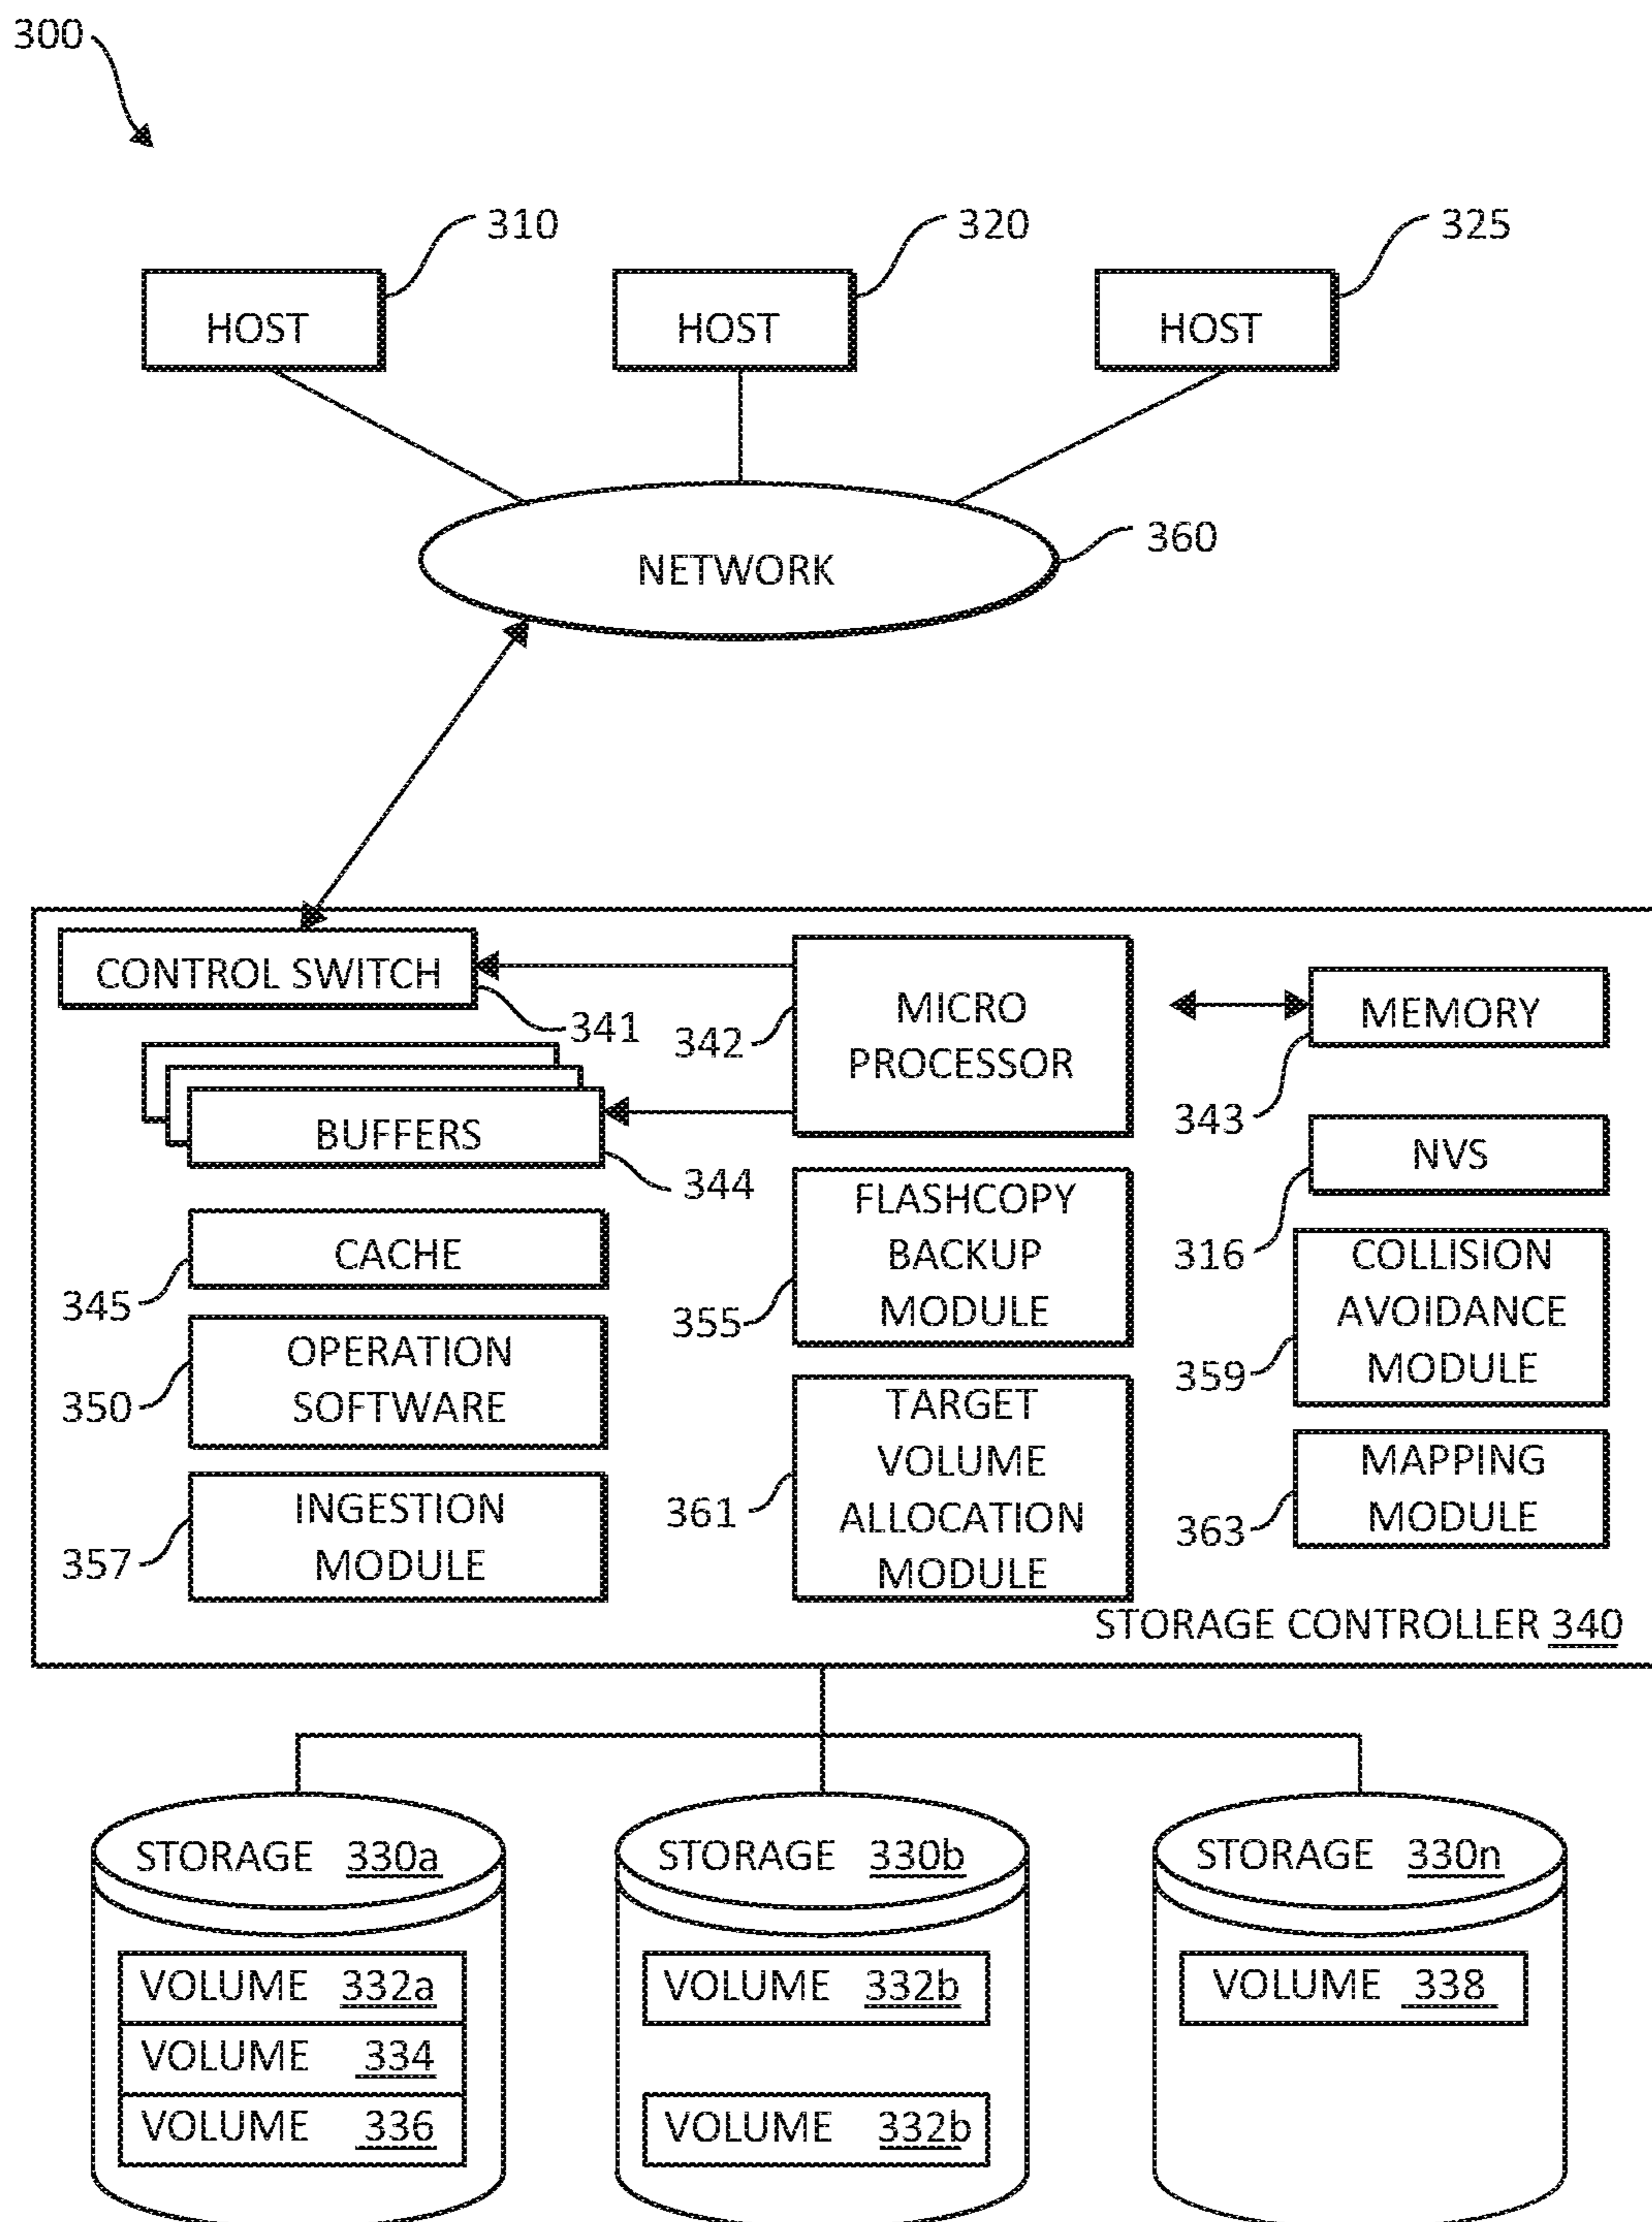 300
310
320
325
HOST
HOST
HOST
360
NETWORK
CONTROL SWITCH
341
342
MICRO
PROCESSOR
MEMORY
343
BUFFERS
344
NVS
316
CACHE
345
FLASHCOPY
BACKUP
MODULE
355
COLLISION
AVOIDANCE
MODULE
359
OPERATION
SOFTWARE
350
TARGET
VOLUME
ALLOCATION
MODULE
361
MAPPING
MODULE
363
INGESTION
MODULE
357
STORAGE CONTROLLER 340
STORAGE 330a
VOLUME 332a
VOLUME 334
VOLUME 336
STORAGE 330b
VOLUME 332b
VOLUME 332b
STORAGE 330n
VOLUME 338